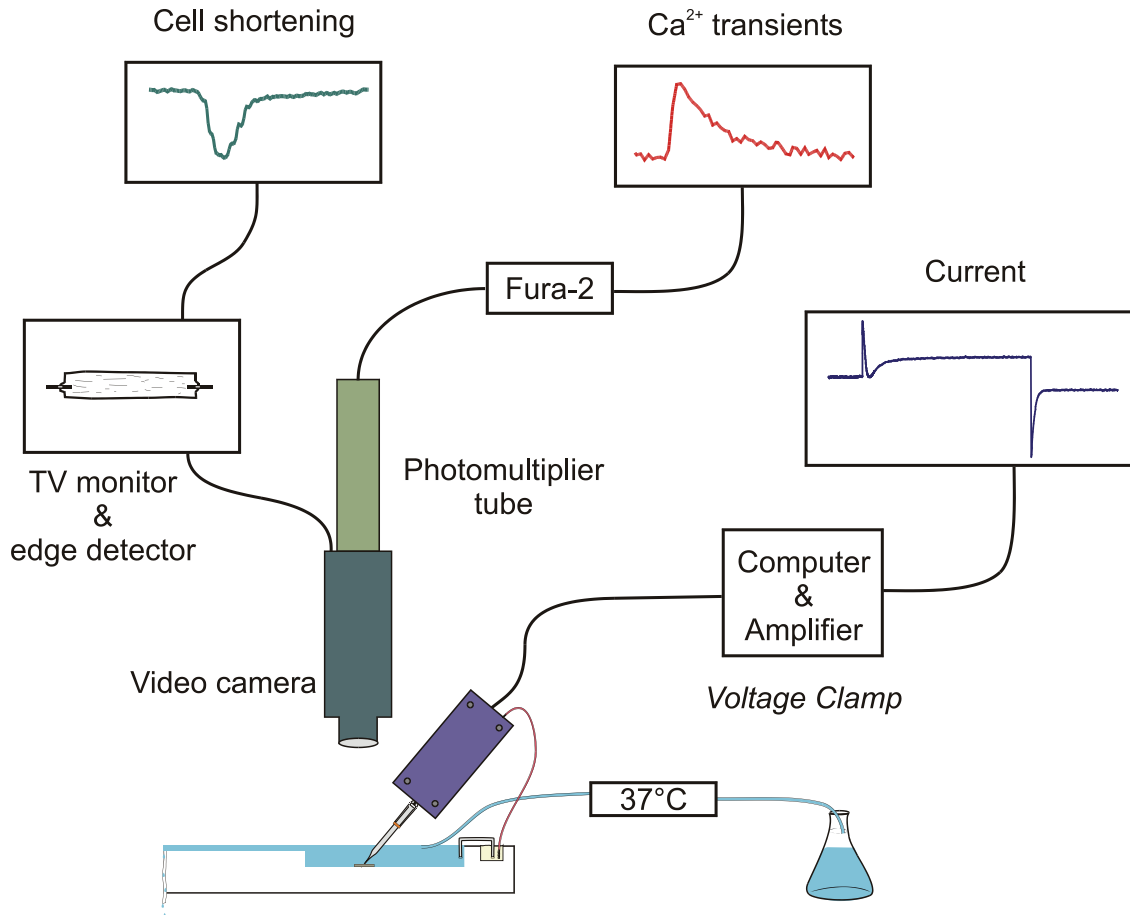 Cell shortening
Ca²⁺ transients
Fura-2
Current
TV monitor
&
edge detector
Photomultiplier
tube
Computer
&
Amplifier
Video camera
Voltage Clamp
37°C